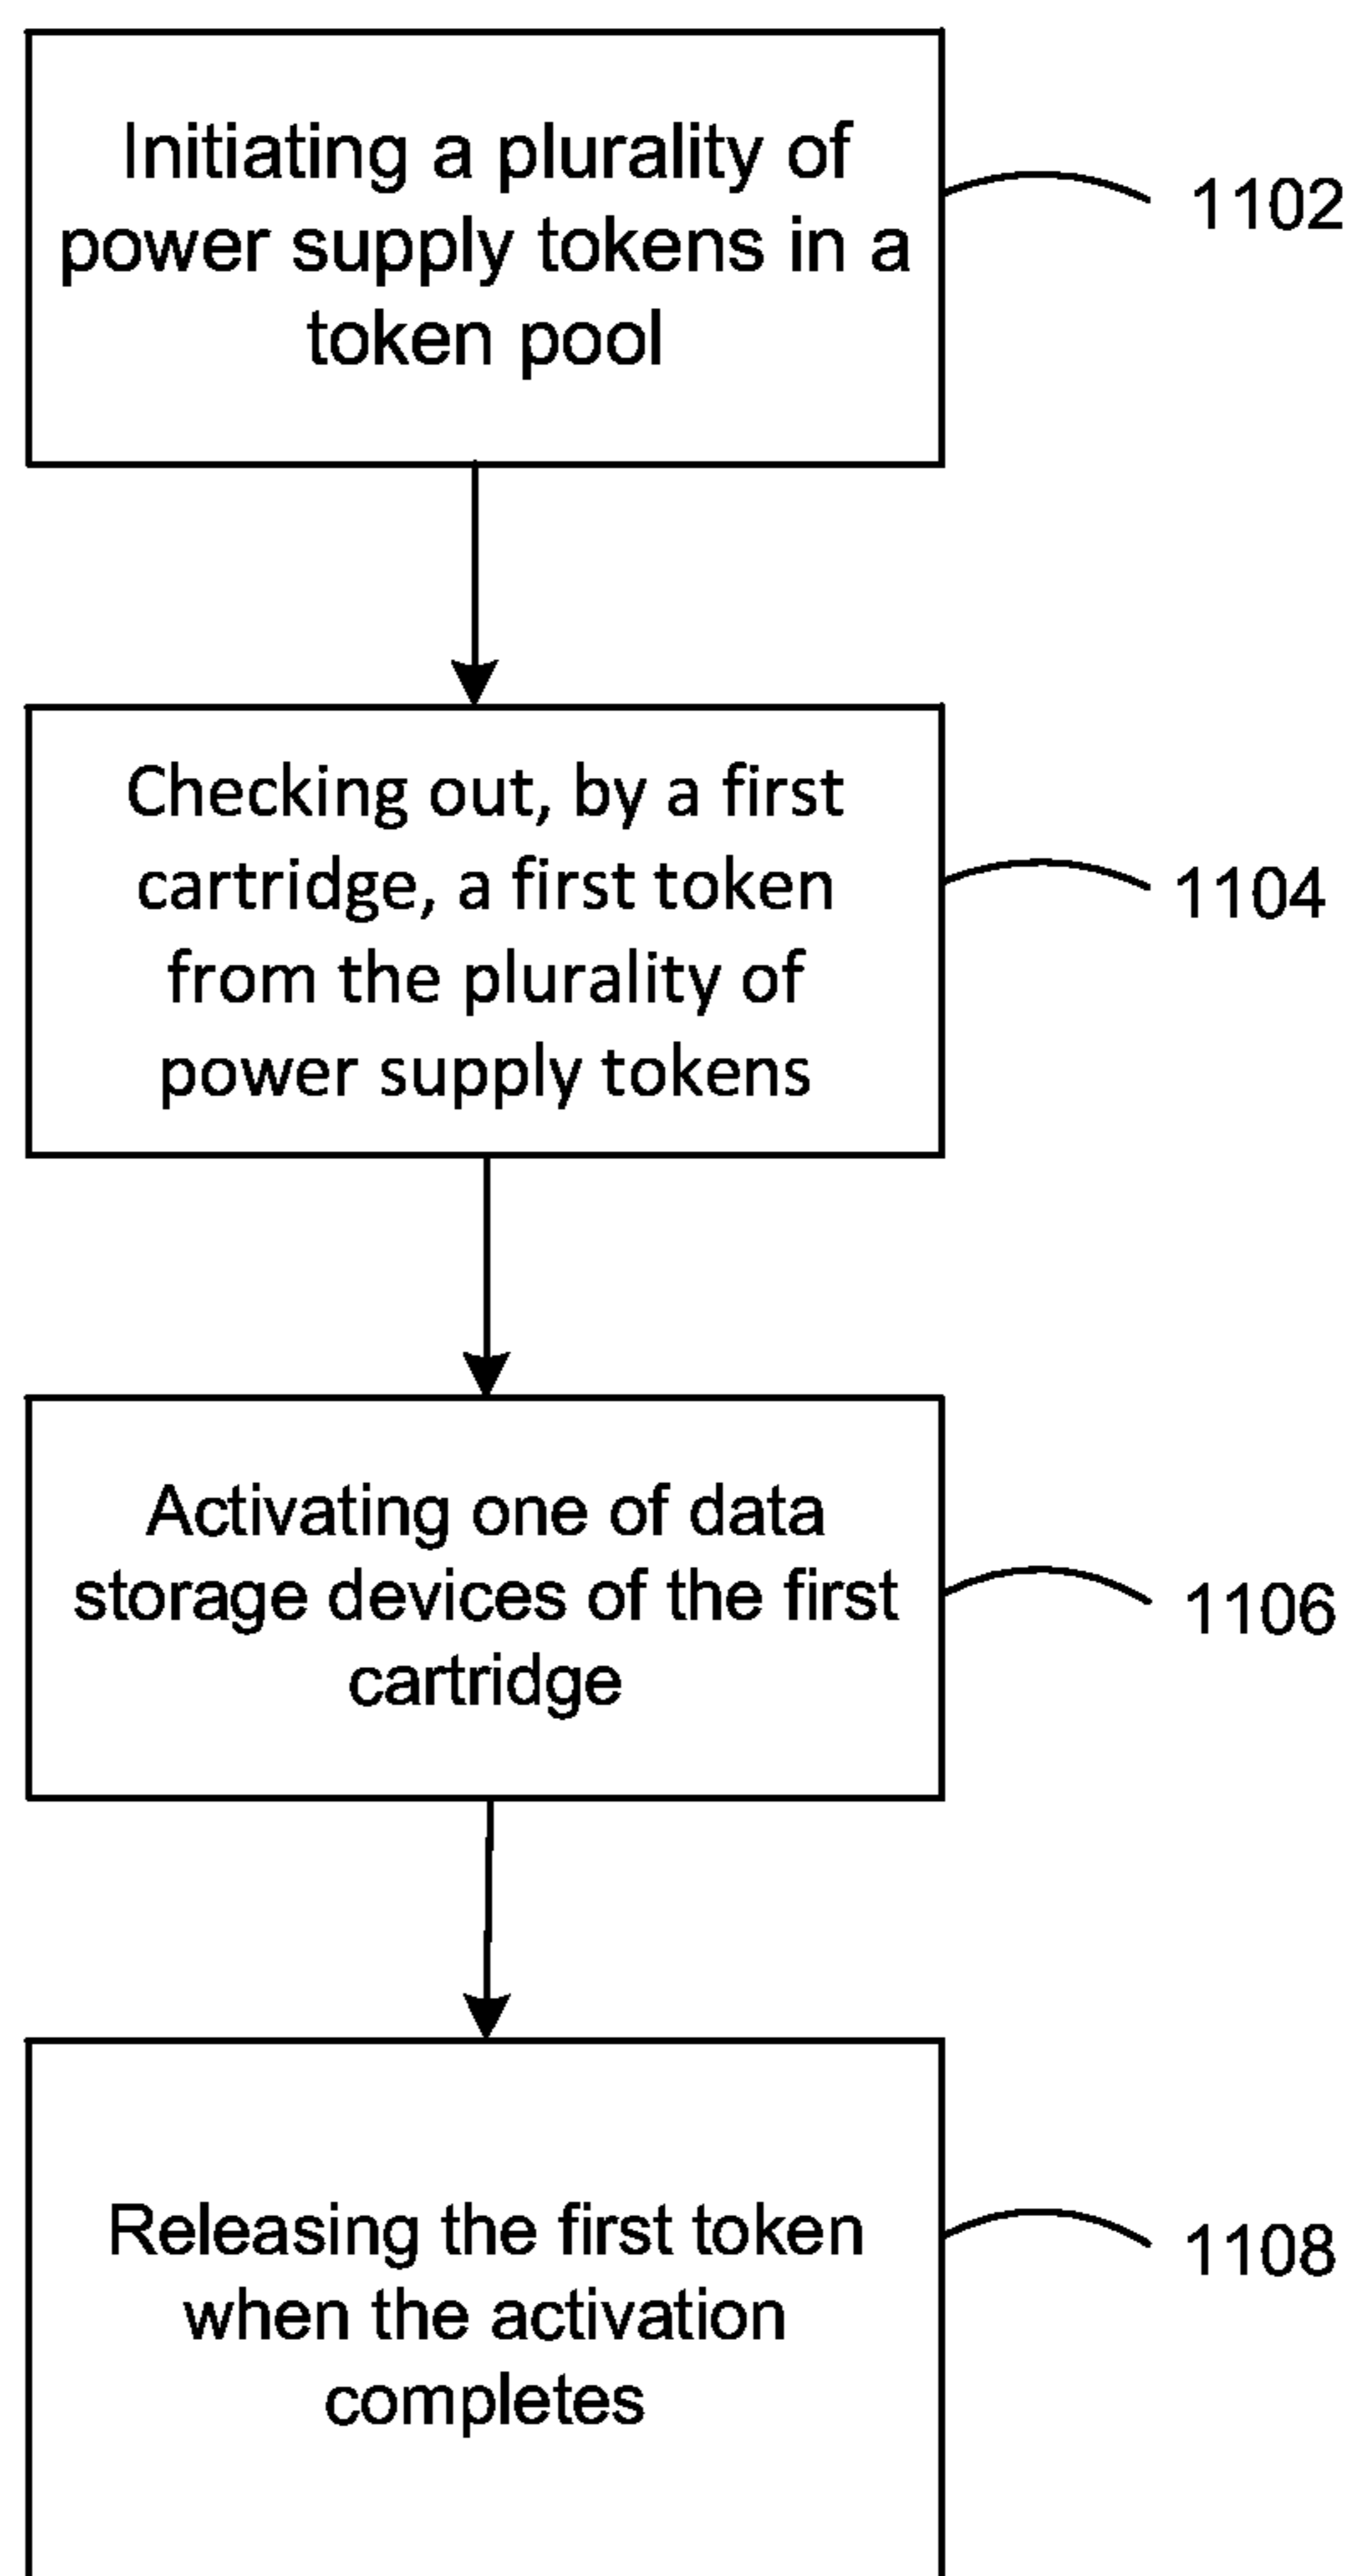 Initiating a plurality of
power supply tokens in a
token pool
1102
Checking out, by a first
cartridge, a first token
from the plurality of
power supply tokens
1104
Activating one of data
storage devices of the first
cartridge
1106
Releasing the first token
when the activation
completes
1108